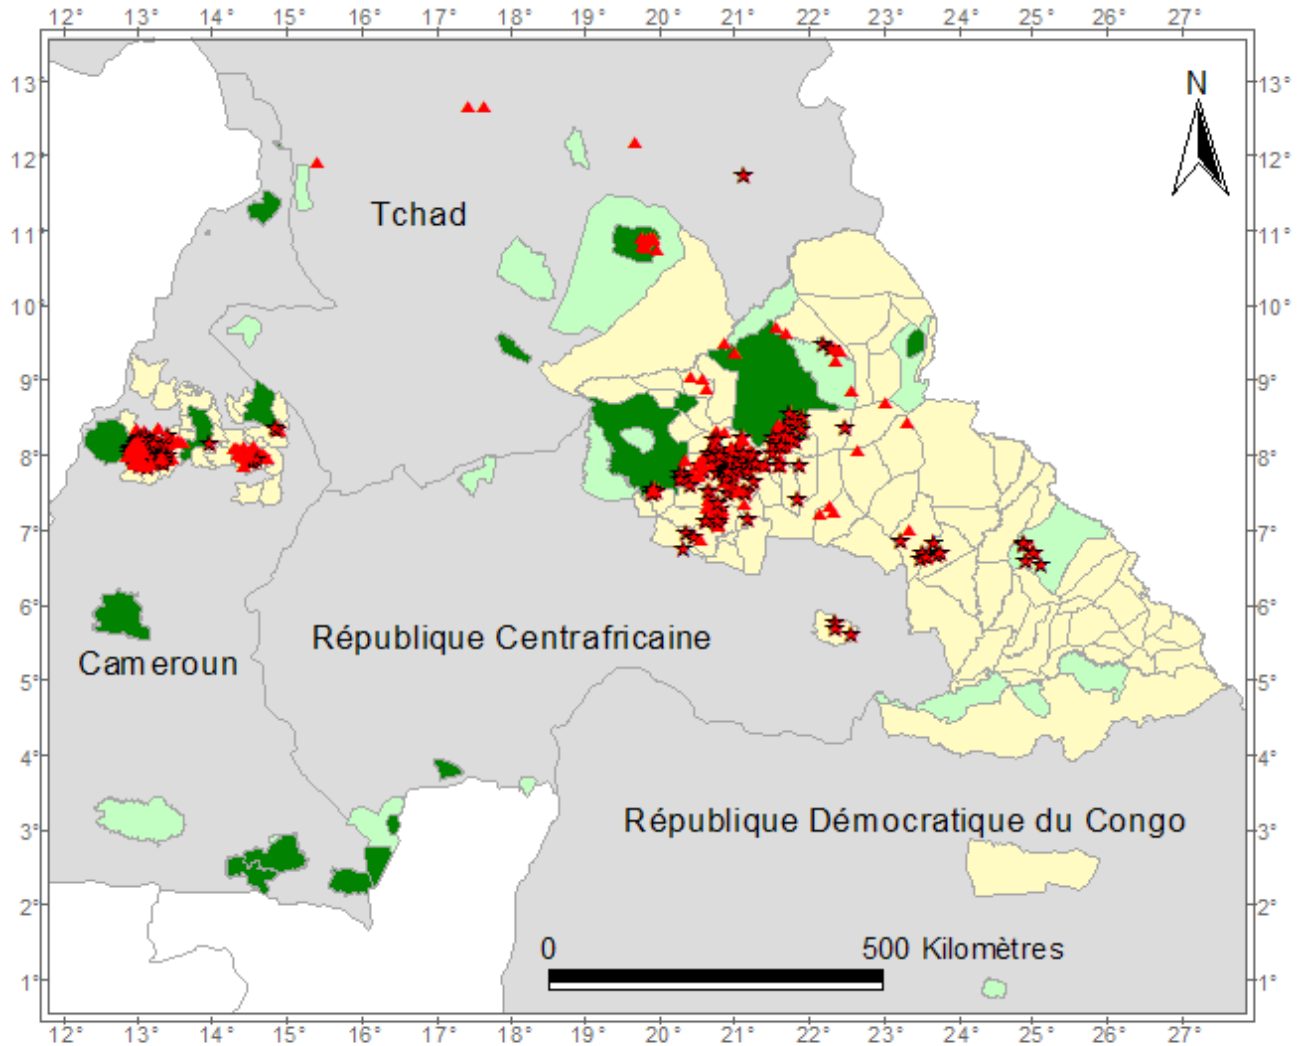 12° 13° 14° 15° 16° 17° 18° 19° 20° 21° 22° 23° 24° 25° 26° 27°
13° 13°
N
12° 12°
Tchad
11° 11°
10° 10°
9° 9°
8° 8°
7° 7°
6° 6°
République Centrafricaine
Cameroun
5° 5°
4° 4°
République Démocratique du Congo
3° 3°
2° 2°
0 500 Kilomètres
1° 1°
12° 13° 14° 15° 16° 17° 18° 19° 20° 21° 22° 23° 24° 25° 26° 27°